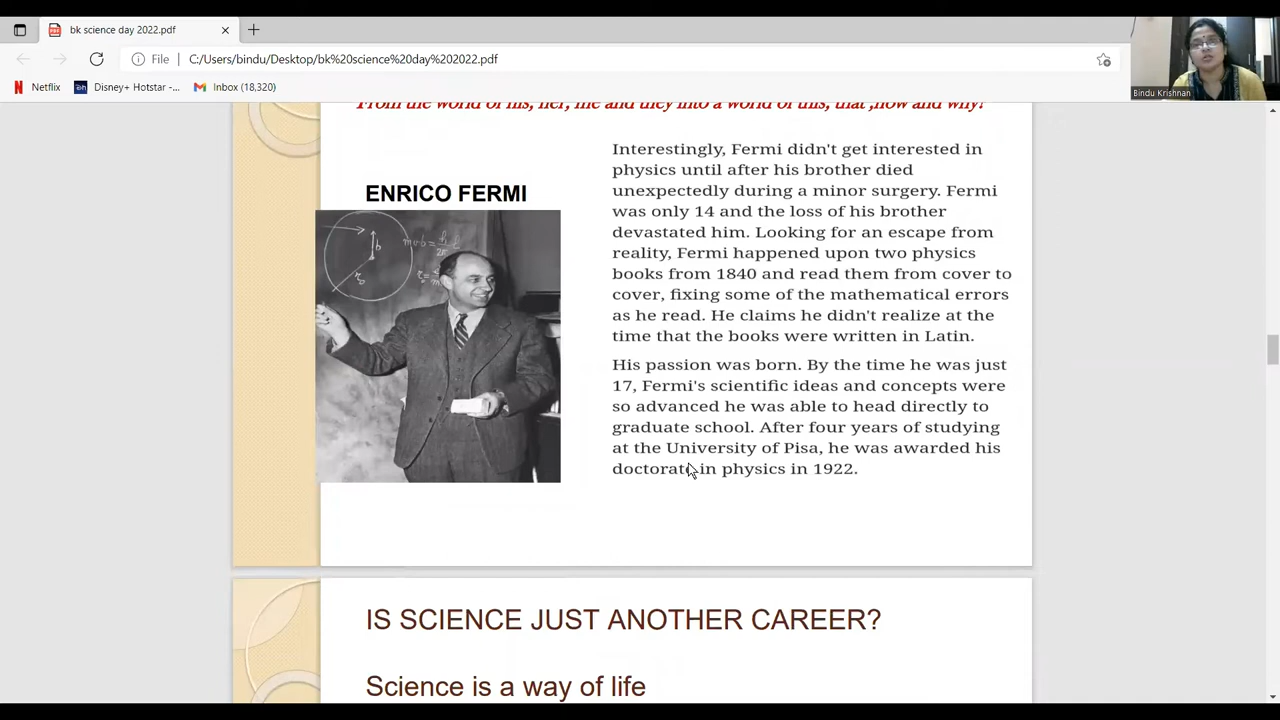 bk science day 2022.pdf
File C:/Users/bindu/Desktop/bk%20science%20day%202022.pdf
Netflix Disney+ Hotstar -... Inbox (18,320)
Bindu Krishnan
From the world of his, her, me and they into a world of this, that ,how and why!
ENRICO FERMI
Interestingly, Fermi didn't get interested in
physics until after his brother died
unexpectedly during a minor surgery. Fermi
was only 14 and the loss of his brother
devastated him. Looking for an escape from
reality, Fermi happened upon two physics
books from 1840 and read them from cover to
cover, fixing some of the mathematical errors
as he read. He claims he didn't realize at the
time that the books were written in Latin.
His passion was born. By the time he was just
17, Fermi's scientific ideas and concepts were
so advanced he was able to head directly to
graduate school. After four years of studying
at the University of Pisa, he was awarded his
doctorate in physics in 1922.
IS SCIENCE JUST ANOTHER CAREER?
Science is a way of life